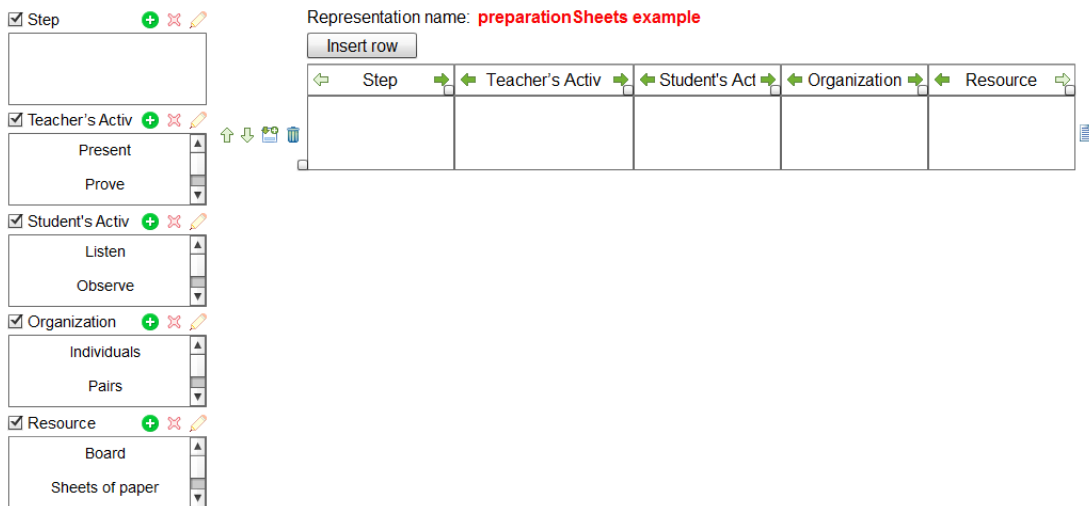 Step
Teacher's Activ
Present
Prove
Student's Activ
Listen
Observe
Organization
Individuals
Pairs
Resource
Board
Sheets of paper
Representation name: preparationSheets example
Insert row
Step Teacher's Activ Student's Act Organization Resource